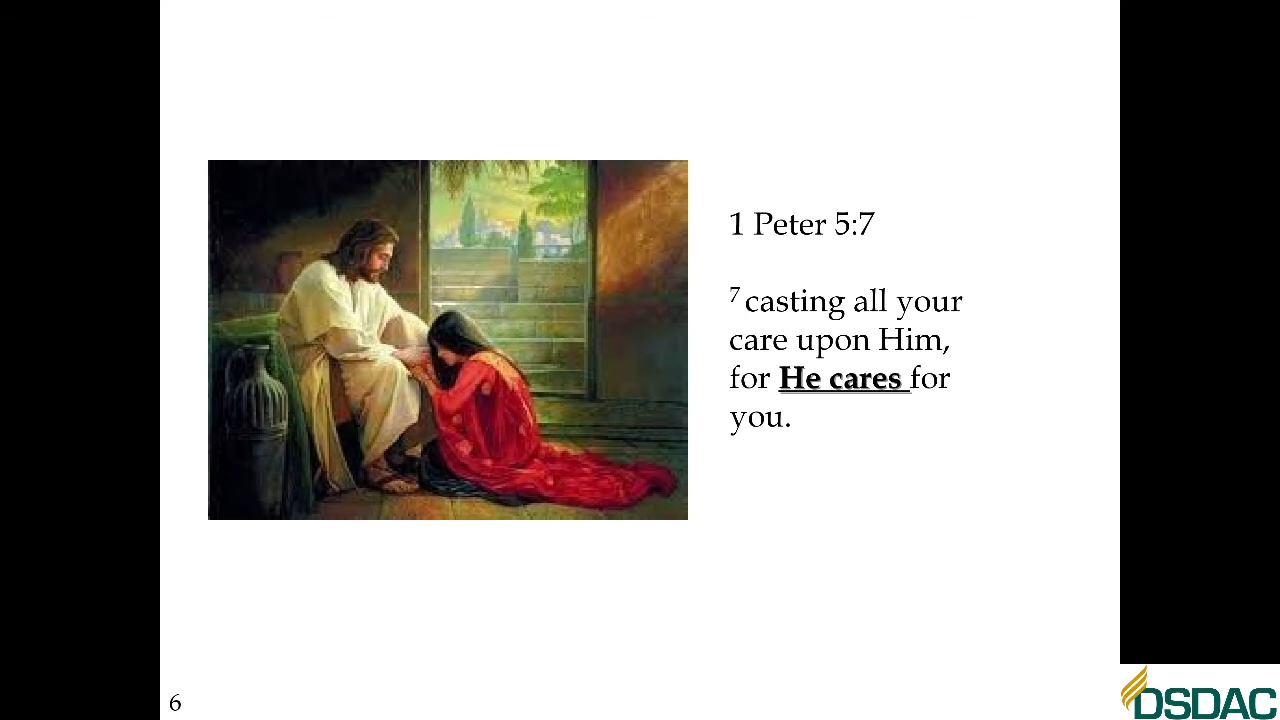 1 Peter 5:7
7 casting all your
care upon Him,
for He cares for
you.
6
DSDAC